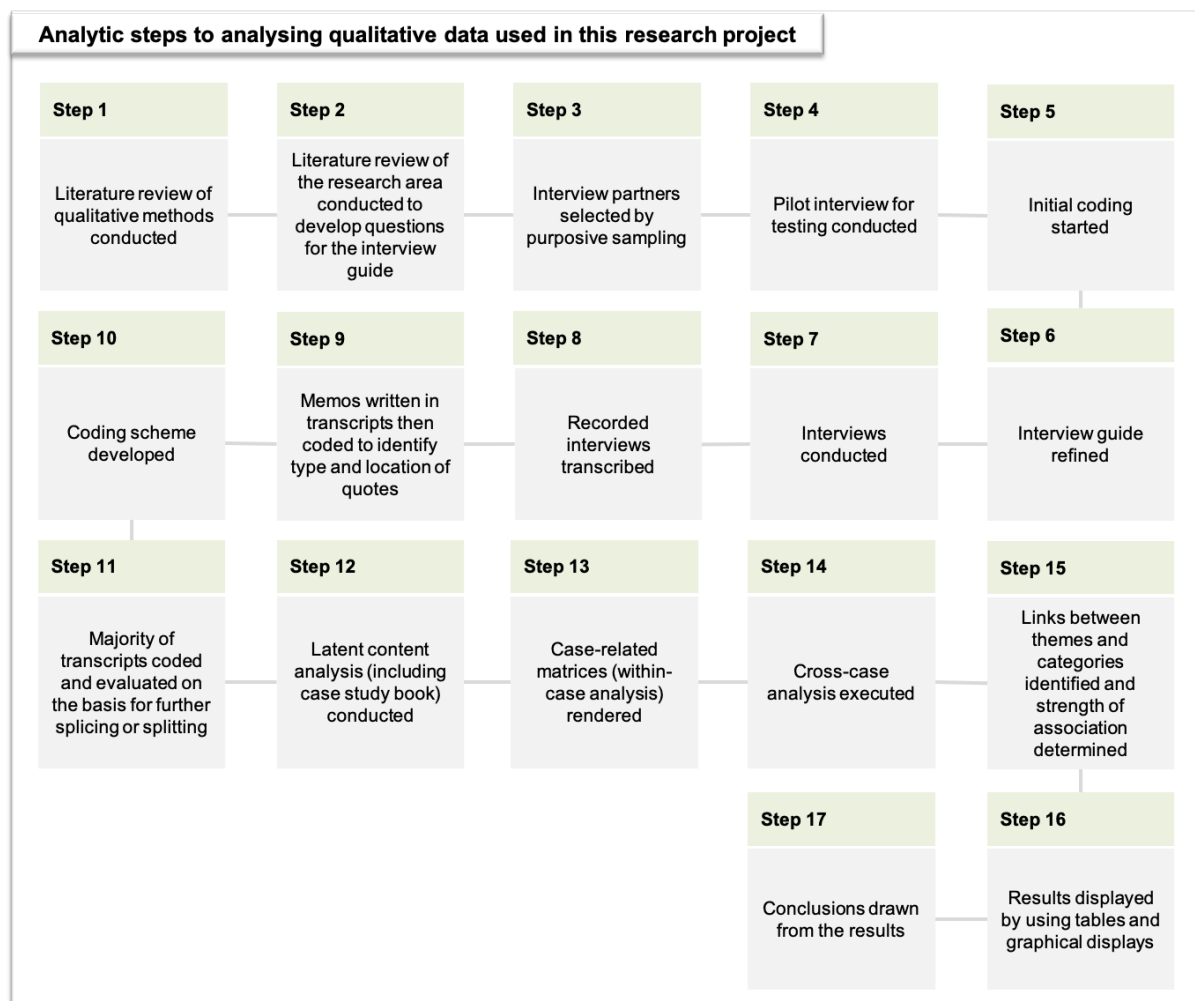 Analytic steps to analysing qualitative data used in this research project
Step 1
Literature review of
qualitative methods
conducted
Step 2
Literature review of
the research area
conducted to
develop questions
for the interview
guide
Step 3
Interview partners
selected by
purposive sampling
Step 4
Pilot interview for
testing conducted
Step 5
Initial coding
started
Step 6
Interview guide
refined
Step 7
Interviews
conducted
Step 8
Recorded
interviews
transcribed
Step 9
Memos written in
transcripts then
coded to identify
type and location of
quotes
Step 10
Coding scheme
developed
Step 11
Majority of
transcripts coded
and evaluated on
the basis for further
splicing or splitting
Step 12
Latent content
analysis (including
case study book)
conducted
Step 13
Case-related
matrices (within-
case analysis)
rendered
Step 14
Cross-case
analysis executed
Step 15
Links between
themes and
categories
identified and
strength of
association
determined
Step 16
Results displayed
by using tables and
graphical displays
Step 17
Conclusions drawn
from the results